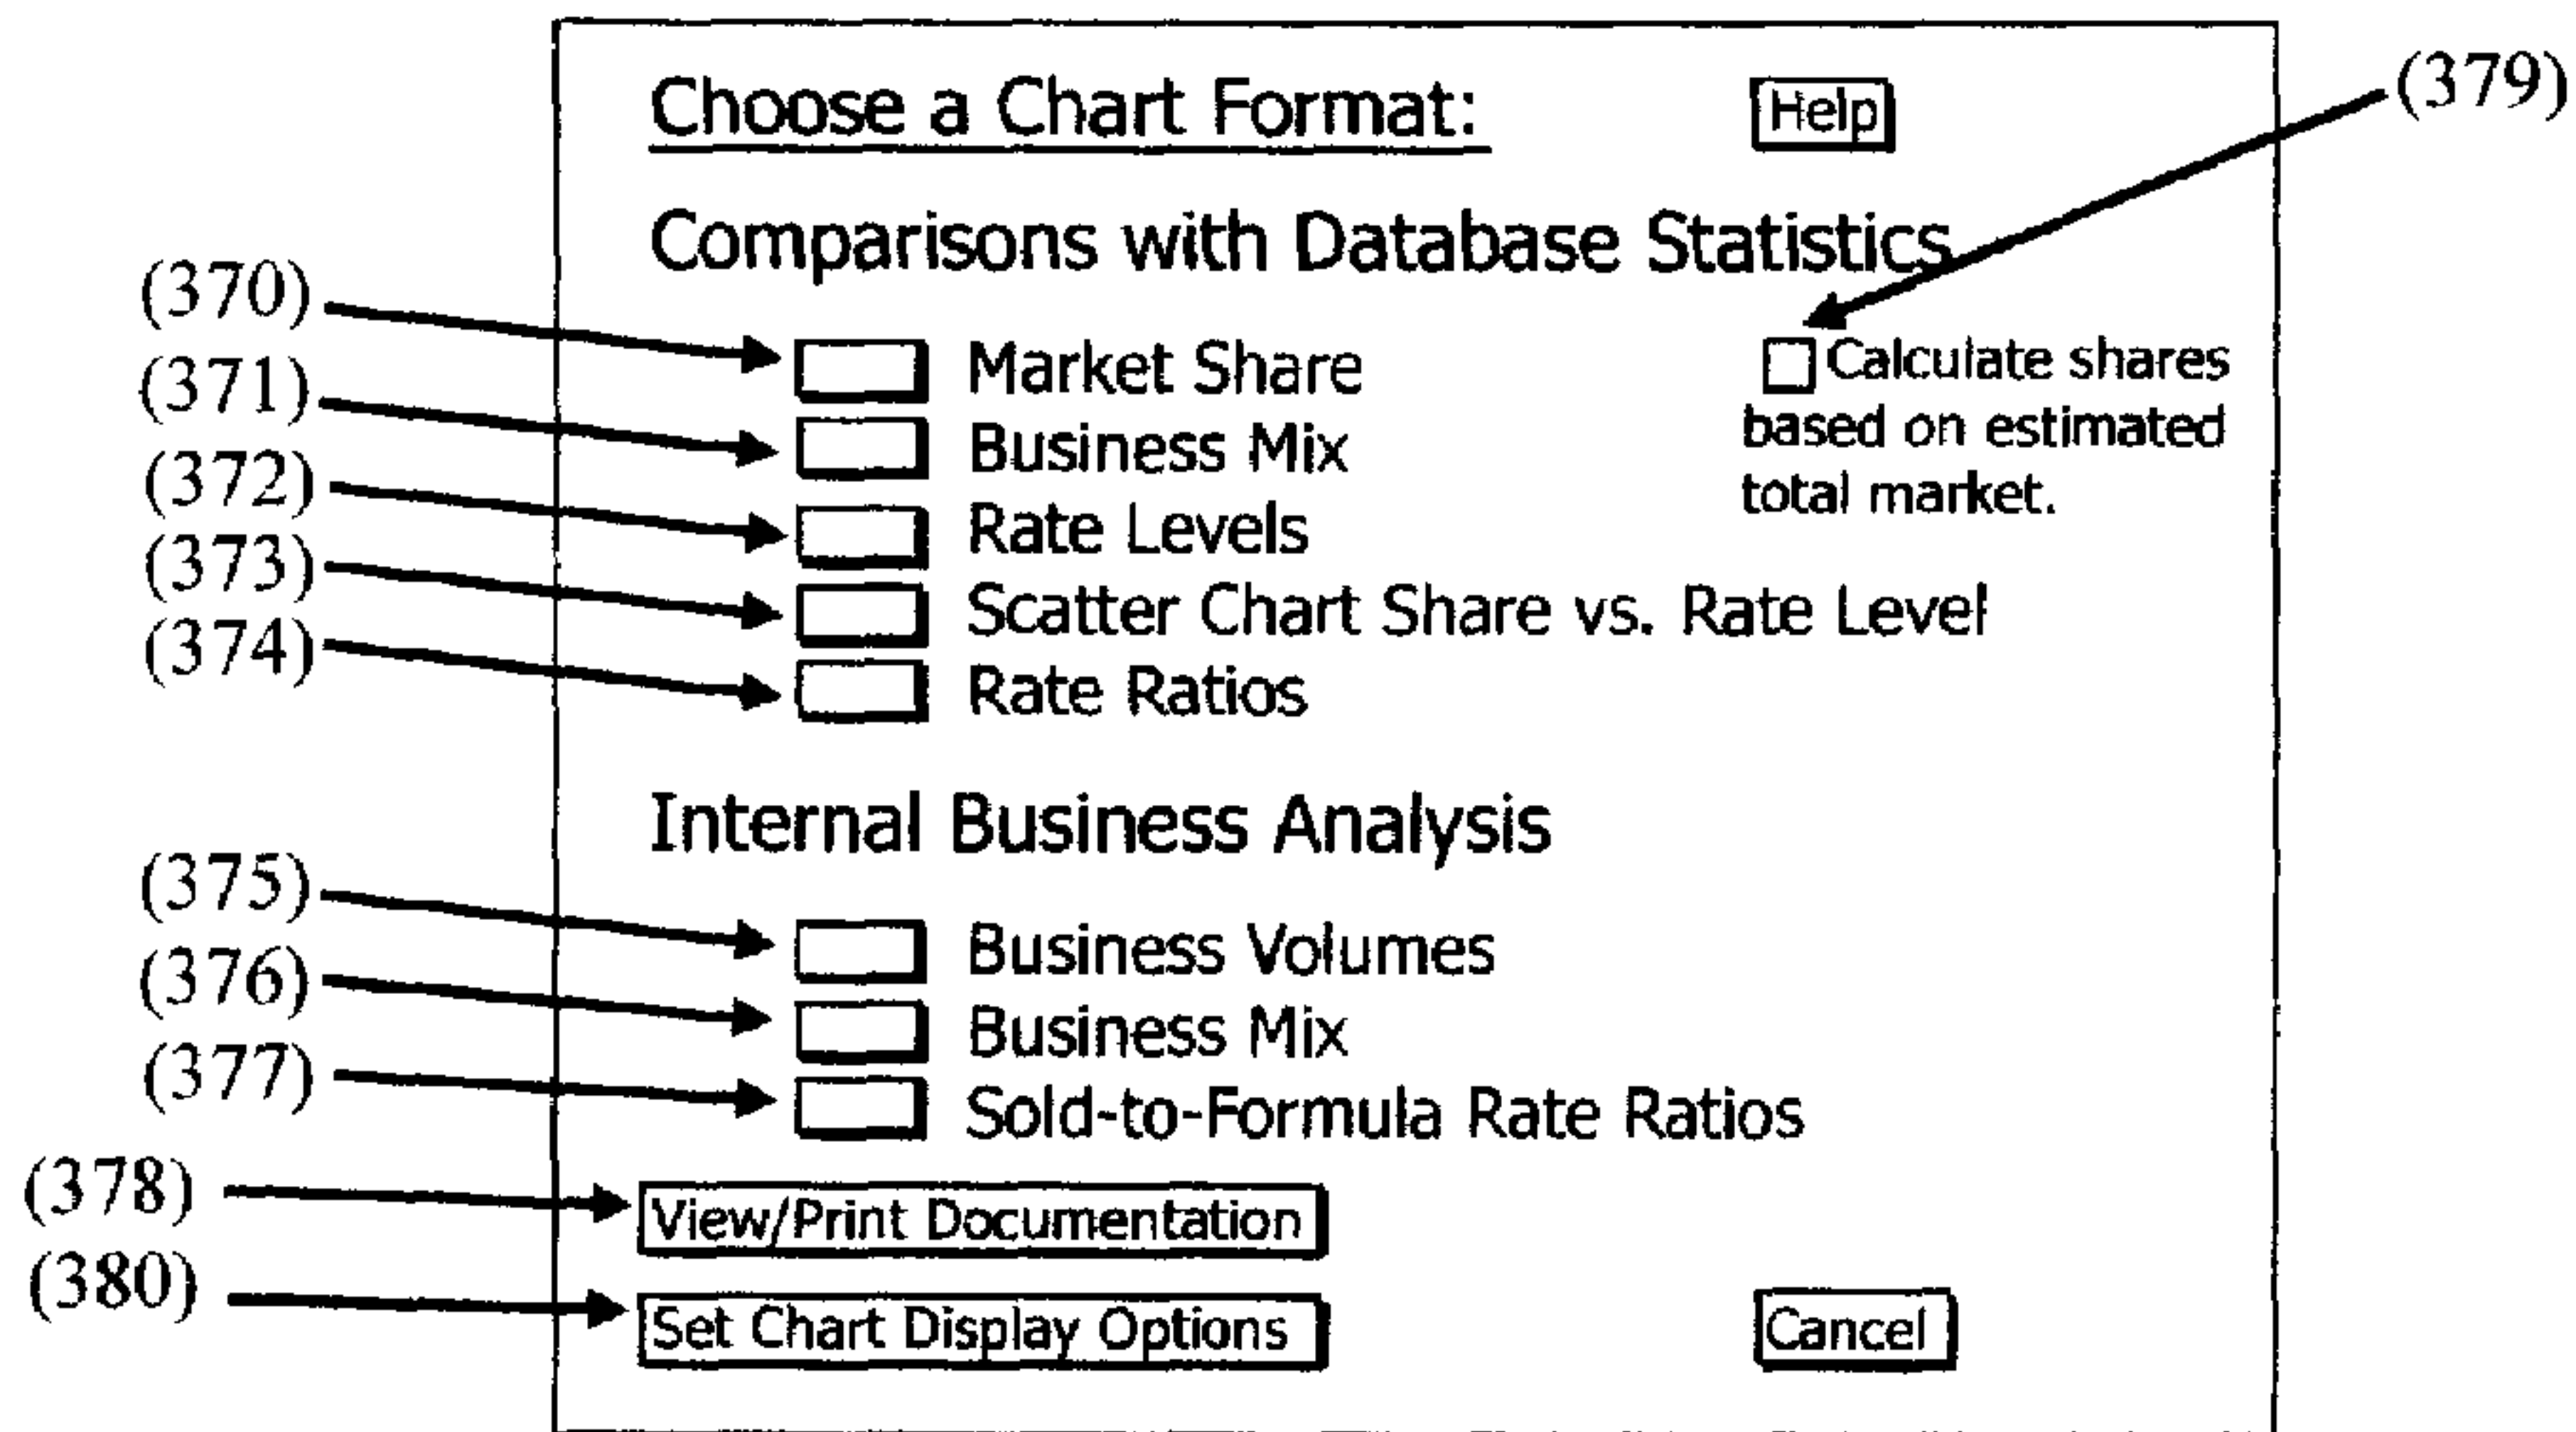 Choose a Chart Format: Help (379)
Comparisons with Database Statistics
(370) Market Share Calculate shares
(371) Business Mix based on estimated
(372) Rate Levels total market.
(373) Scatter Chart Share vs. Rate Level
(374) Rate Ratios
Internal Business Analysis
(375) Business Volumes
(376) Business Mix
(377) Sold-to-Formula Rate Ratios
(378) View/Print Documentation
(380) Set Chart Display Options Cancel